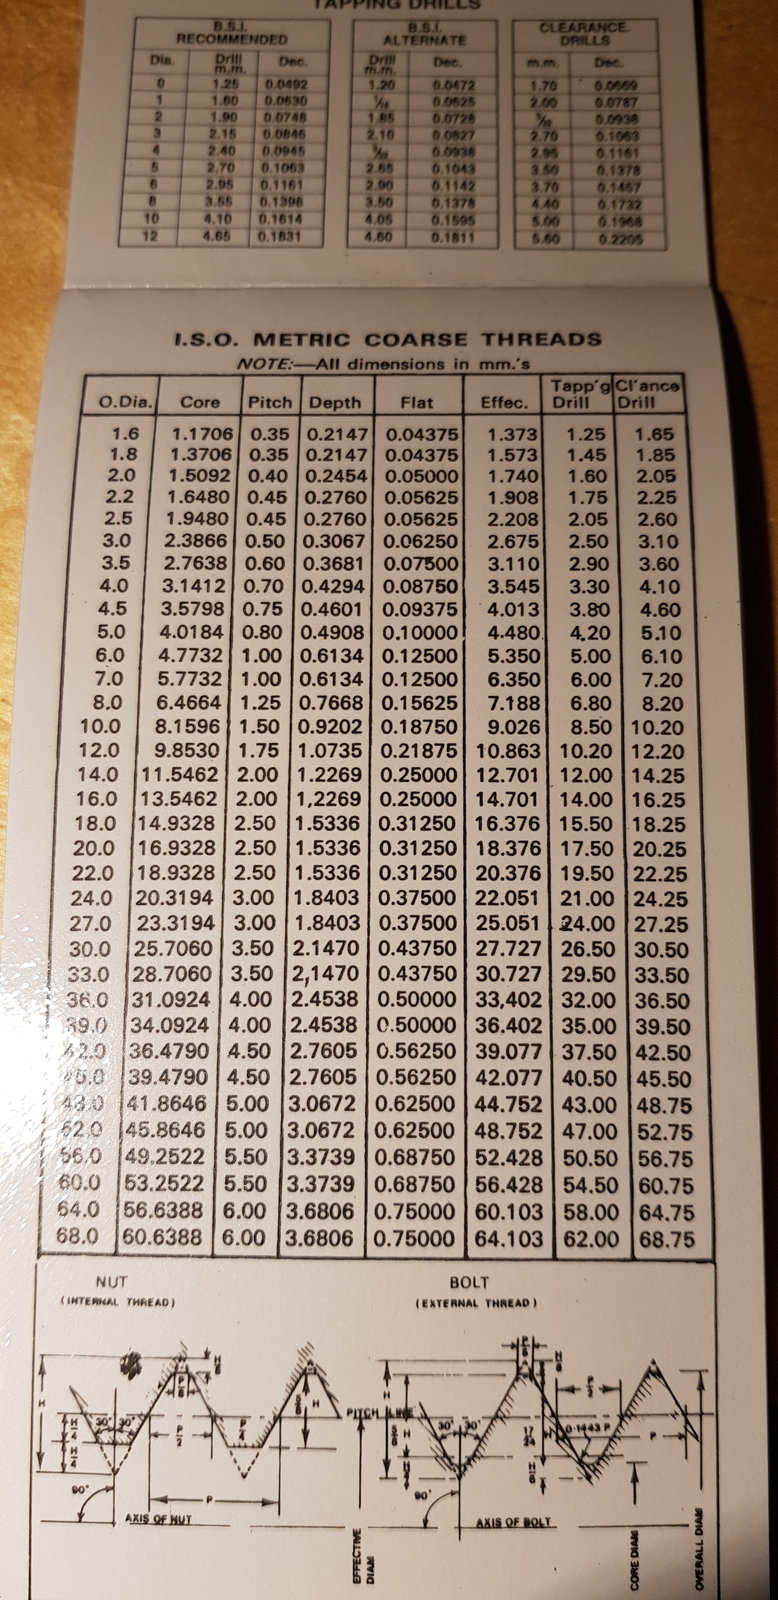 TAPPING DRILLS
B.S.I. RECOMMENDED B.S.I. ALTERNATE CLEARANCE. DRILLS
Dia. Drill m.m. Dec. Drill m.m. Dec. m.m. Dec.
0 1.25 0.0492 1.20 0.0472 1.70 0.0669
1 1.60 0.0630 1/16 0.0625 2.00 0.0787
2 1.90 0.0748 1.85 0.0728 3/32 0.0938
3 2.15 0.0846 2.10 0.0827 2.70 0.1063
4 2.40 0.0945 3/32 0.0938 2.95 0.1161
5 2.70 0.1063 2.65 0.1043 3.50 0.1378
6 2.95 0.1161 2.90 0.1142 3.70 0.1457
8 3.55 0.1398 3.50 0.1378 4.40 0.1732
10 4.10 0.1614 4.05 0.1595 5.00 0.1968
12 4.65 0.1831 4.60 0.1811 5.60 0.2205
I.S.O. METRIC COARSE THREADS
NOTE:—All dimensions in mm.'s
O.Dia. Core Pitch Depth Flat Effec. Tapp'g Drill Cl'ance Drill
1.6 1.1706 0.35 0.2147 0.04375 1.373 1.25 1.65
1.8 1.3706 0.35 0.2147 0.04375 1.573 1.45 1.85
2.0 1.5092 0.40 0.2454 0.05000 1.740 1.60 2.05
2.2 1.6480 0.45 0.2760 0.05625 1.908 1.75 2.25
2.5 1.9480 0.45 0.2760 0.05625 2.208 2.05 2.60
3.0 2.3866 0.50 0.3067 0.06250 2.675 2.50 3.10
3.5 2.7638 0.60 0.3681 0.07500 3.110 2.90 3.60
4.0 3.1412 0.70 0.4294 0.08750 3.545 3.30 4.10
4.5 3.5798 0.75 0.4601 0.09375 4.013 3.80 4.60
5.0 4.0184 0.80 0.4908 0.10000 4.480 4.20 5.10
6.0 4.7732 1.00 0.6134 0.12500 5.350 5.00 6.10
7.0 5.7732 1.00 0.6134 0.12500 6.350 6.00 7.20
8.0 6.4664 1.25 0.7668 0.15625 7.188 6.80 8.20
10.0 8.1596 1.50 0.9202 0.18750 9.026 8.50 10.20
12.0 9.8530 1.75 1.0735 0.21875 10.863 10.20 12.20
14.0 11.5462 2.00 1.2269 0.25000 12.701 12.00 14.25
16.0 13.5462 2.00 1,2269 0.25000 14.701 14.00 16.25
18.0 14.9328 2.50 1.5336 0.31250 16.376 15.50 18.25
20.0 16.9328 2.50 1.5336 0.31250 18.376 17.50 20.25
22.0 18.9328 2.50 1.5336 0.31250 20.376 19.50 22.25
24.0 20.3194 3.00 1.8403 0.37500 22.051 21.00 24.25
27.0 23.3194 3.00 1.8403 0.37500 25.051 24.00 27.25
30.0 25.7060 3.50 2.1470 0.43750 27.727 26.50 30.50
33.0 28.7060 3.50 2,1470 0.43750 30.727 29.50 33.50
36.0 31.0924 4.00 2.4538 0.50000 33,402 32.00 36.50
39.0 34.0924 4.00 2.4538 0.50000 36.402 35.00 39.50
42.0 36.4790 4.50 2.7605 0.56250 39.077 37.50 42.50
45.0 39.4790 4.50 2.7605 0.56250 42.077 40.50 45.50
48.0 41.8646 5.00 3.0672 0.62500 44.752 43.00 48.75
52.0 45.8646 5.00 3.0672 0.62500 48.752 47.00 52.75
56.0 49.2522 5.50 3.3739 0.68750 52.428 50.50 56.75
60.0 53.2522 5.50 3.3739 0.68750 56.428 54.50 60.75
64.0 56.6388 6.00 3.6806 0.75000 60.103 58.00 64.75
68.0 60.6388 6.00 3.6806 0.75000 64.103 62.00 68.75
NUT BOLT
(INTERNAL THREAD) (EXTERNAL THREAD)
H H H
PITCH LINE
30° 30° 30° 30°
0.1443 P
P P
90° 90°
AXIS OF NUT AXIS OF BOLT
EFFECTIVE DIAM
CORE DIAM
OVERALL DIAM